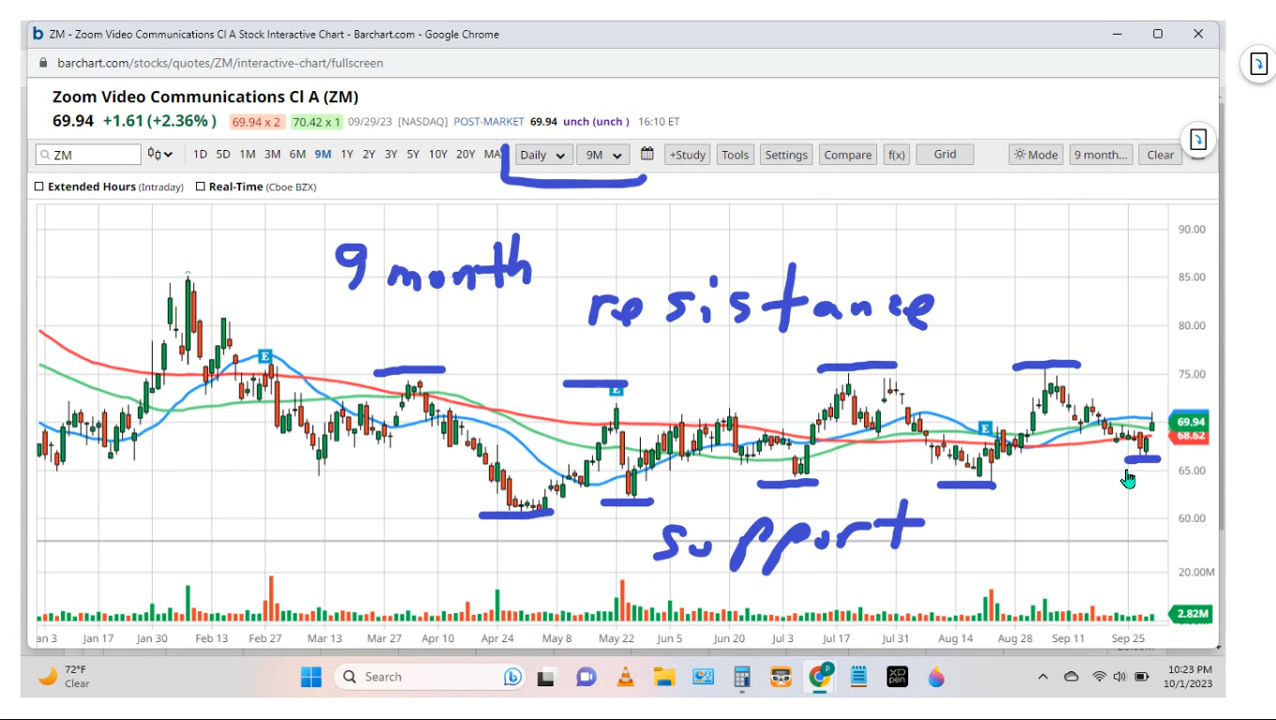 ZM - Zoom Video Communications Cl A Stock Interactive Chart - Barchart.com - Google Chrome
barchart.com/stocks/quotes/ZM/interactive-chart/fullscreen
Zoom Video Communications Cl A (ZM)
69.94 +1.61 (+2.36%) 69.94 x 2 70.42 x 1 09/29/23 [NASDAQ] POST-MARKET 69.94 unch (unch) 16:10 ET
ZM 1D 5D 1M 3M 6M 9M 1Y 2Y 3Y 5Y 10Y 20Y MA Daily 9M +Study Tools Settings Compare f(x) Grid Mode 9 month... Clear
Extended Hours (Intraday) Real-Time (Cboe BZX)
90.00
9 month
85.00
resistance
80.00
E
75.00
E
E
69.94
68.62
65.00
60.00
support
20.00M
2.82M
an 3 Jan 17 Jan 30 Feb 13 Feb 27 Mar 13 Mar 27 Apr 10 Apr 24 May 8 May 22 Jun 5 Jun 20 Jul 3 Jul 17 Jul 31 Aug 14 Aug 28 Sep 11 Sep 25
72°F
Clear
Search
XP
PEN
10:23 PM
10/1/2023